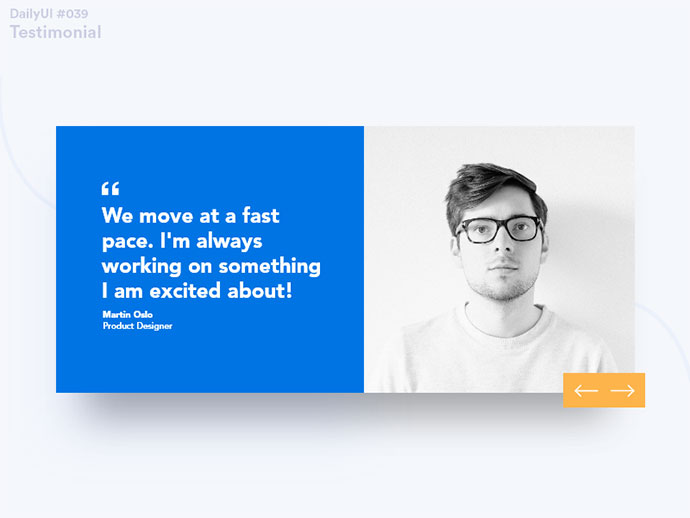 DailyUI #039
Testimonial
“
We move at a fast
pace. I'm always
working on something
I am excited about!
Martin Oslo
Product Designer